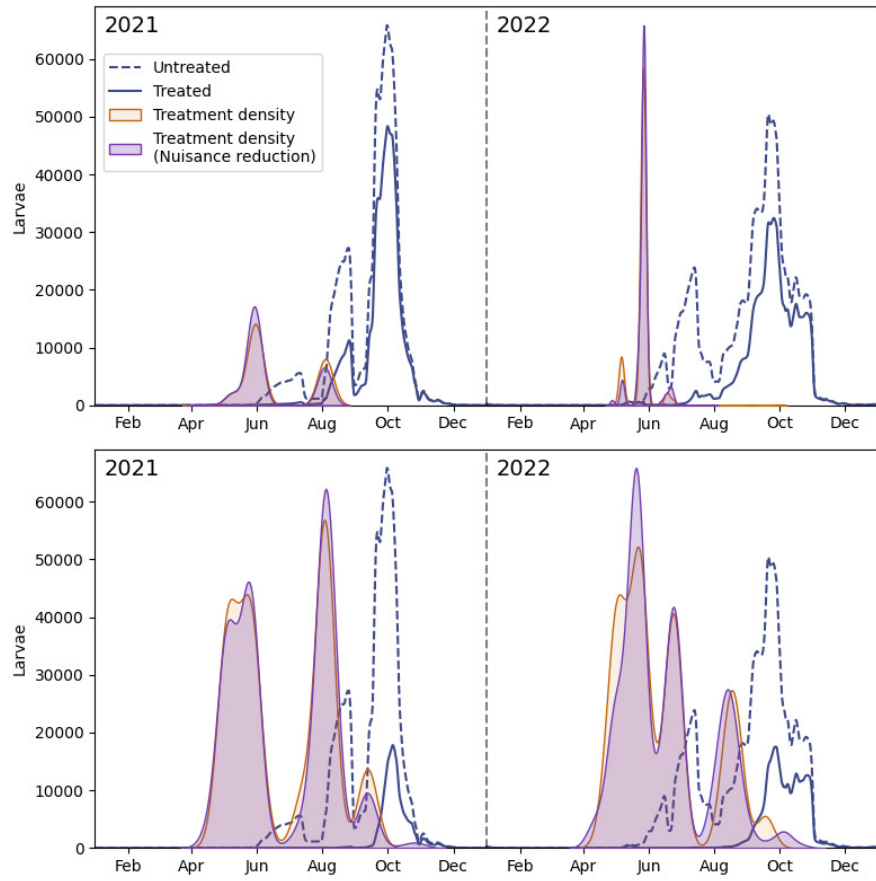 2021
2022
Untreated
Treated
Treatment density
Treatment density
(Nuisance reduction)
Larvae
60000
50000
40000
30000
20000
10000
0
Feb Apr Jun Aug Oct Dec Feb Apr Jun Aug Oct Dec
2021
2022
Larvae
60000
50000
40000
30000
20000
10000
0
Feb Apr Jun Aug Oct Dec Feb Apr Jun Aug Oct Dec